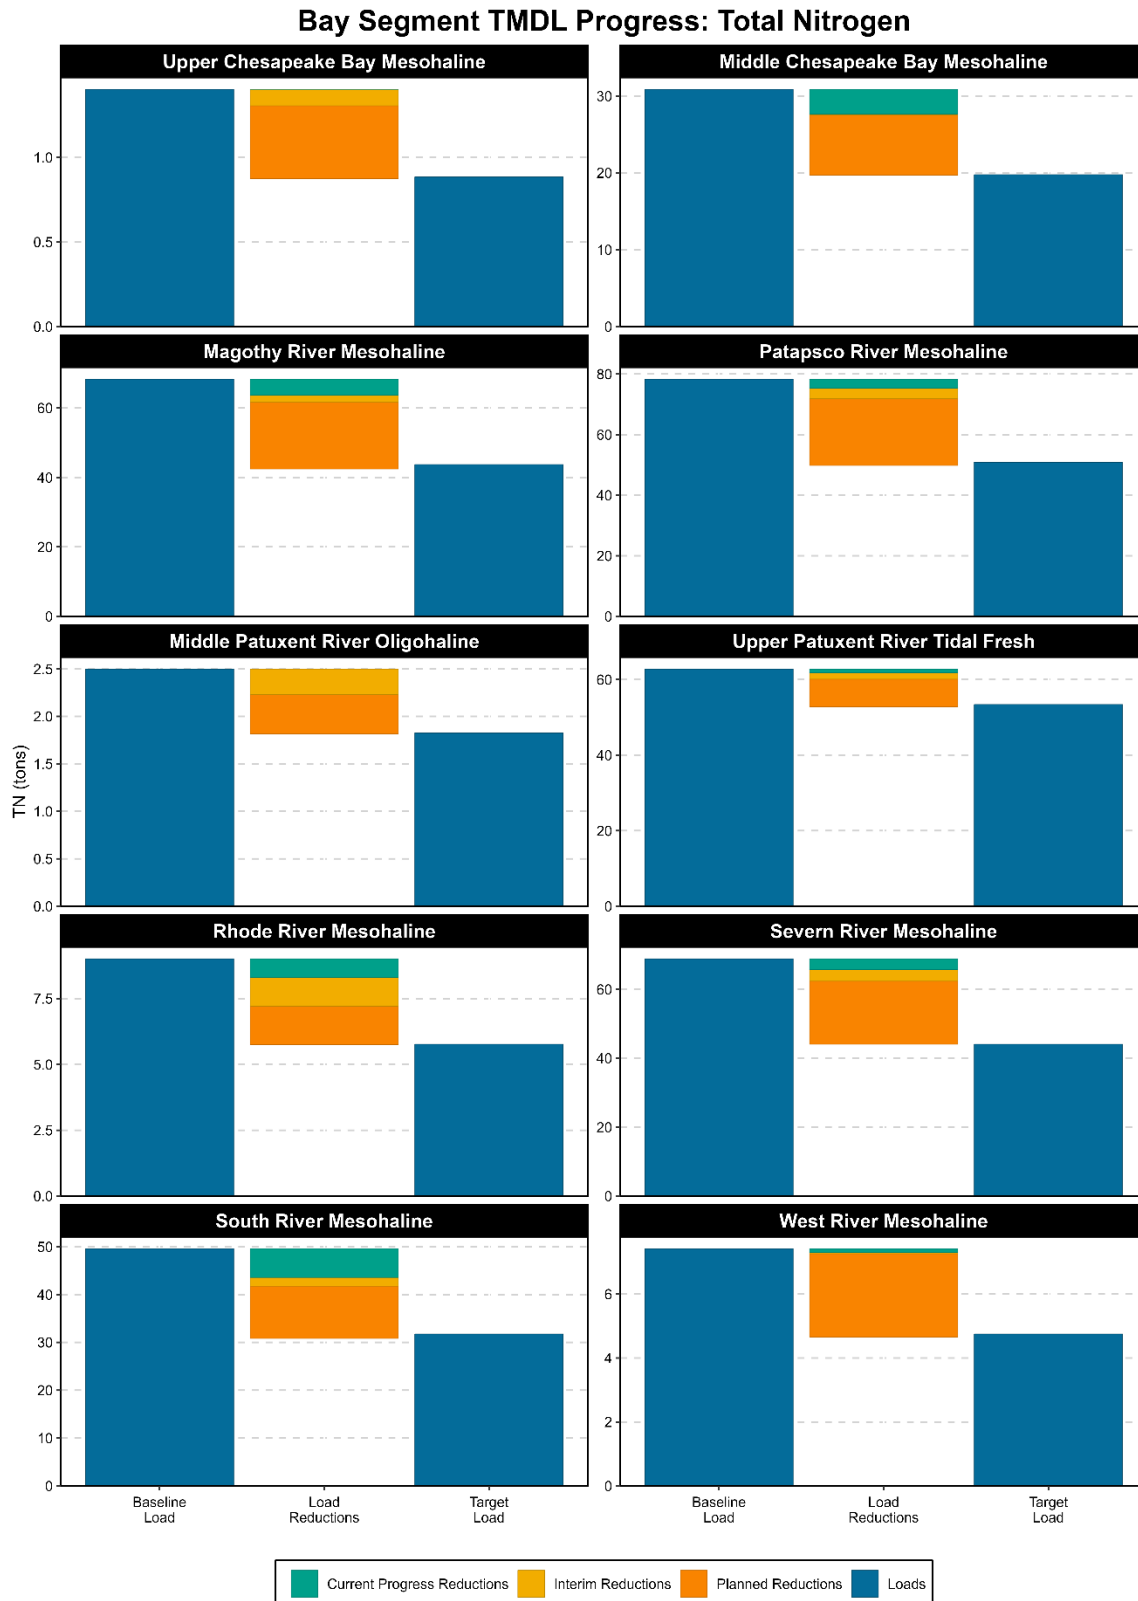 Bay Segment TMDL Progress: Total Nitrogen
Upper Chesapeake Bay Mesohaline
1.0
0.5
0.0
Middle Chesapeake Bay Mesohaline
30
20
10
0
Magothy River Mesohaline
60
40
20
0
Patapsco River Mesohaline
80
60
40
20
0
TN (tons)
Middle Patuxent River Oligohaline
2.5
2.0
1.5
1.0
0.5
0.0
Upper Patuxent River Tidal Fresh
60
40
20
0
Rhode River Mesohaline
7.5
5.0
2.5
0.0
Severn River Mesohaline
60
40
20
0
South River Mesohaline
50
40
30
20
10
0
West River Mesohaline
6
4
2
0
Baseline
Load
Load
Reductions
Target
Load
Baseline
Load
Load
Reductions
Target
Load
Current Progress Reductions
Interim Reductions
Planned Reductions
Loads